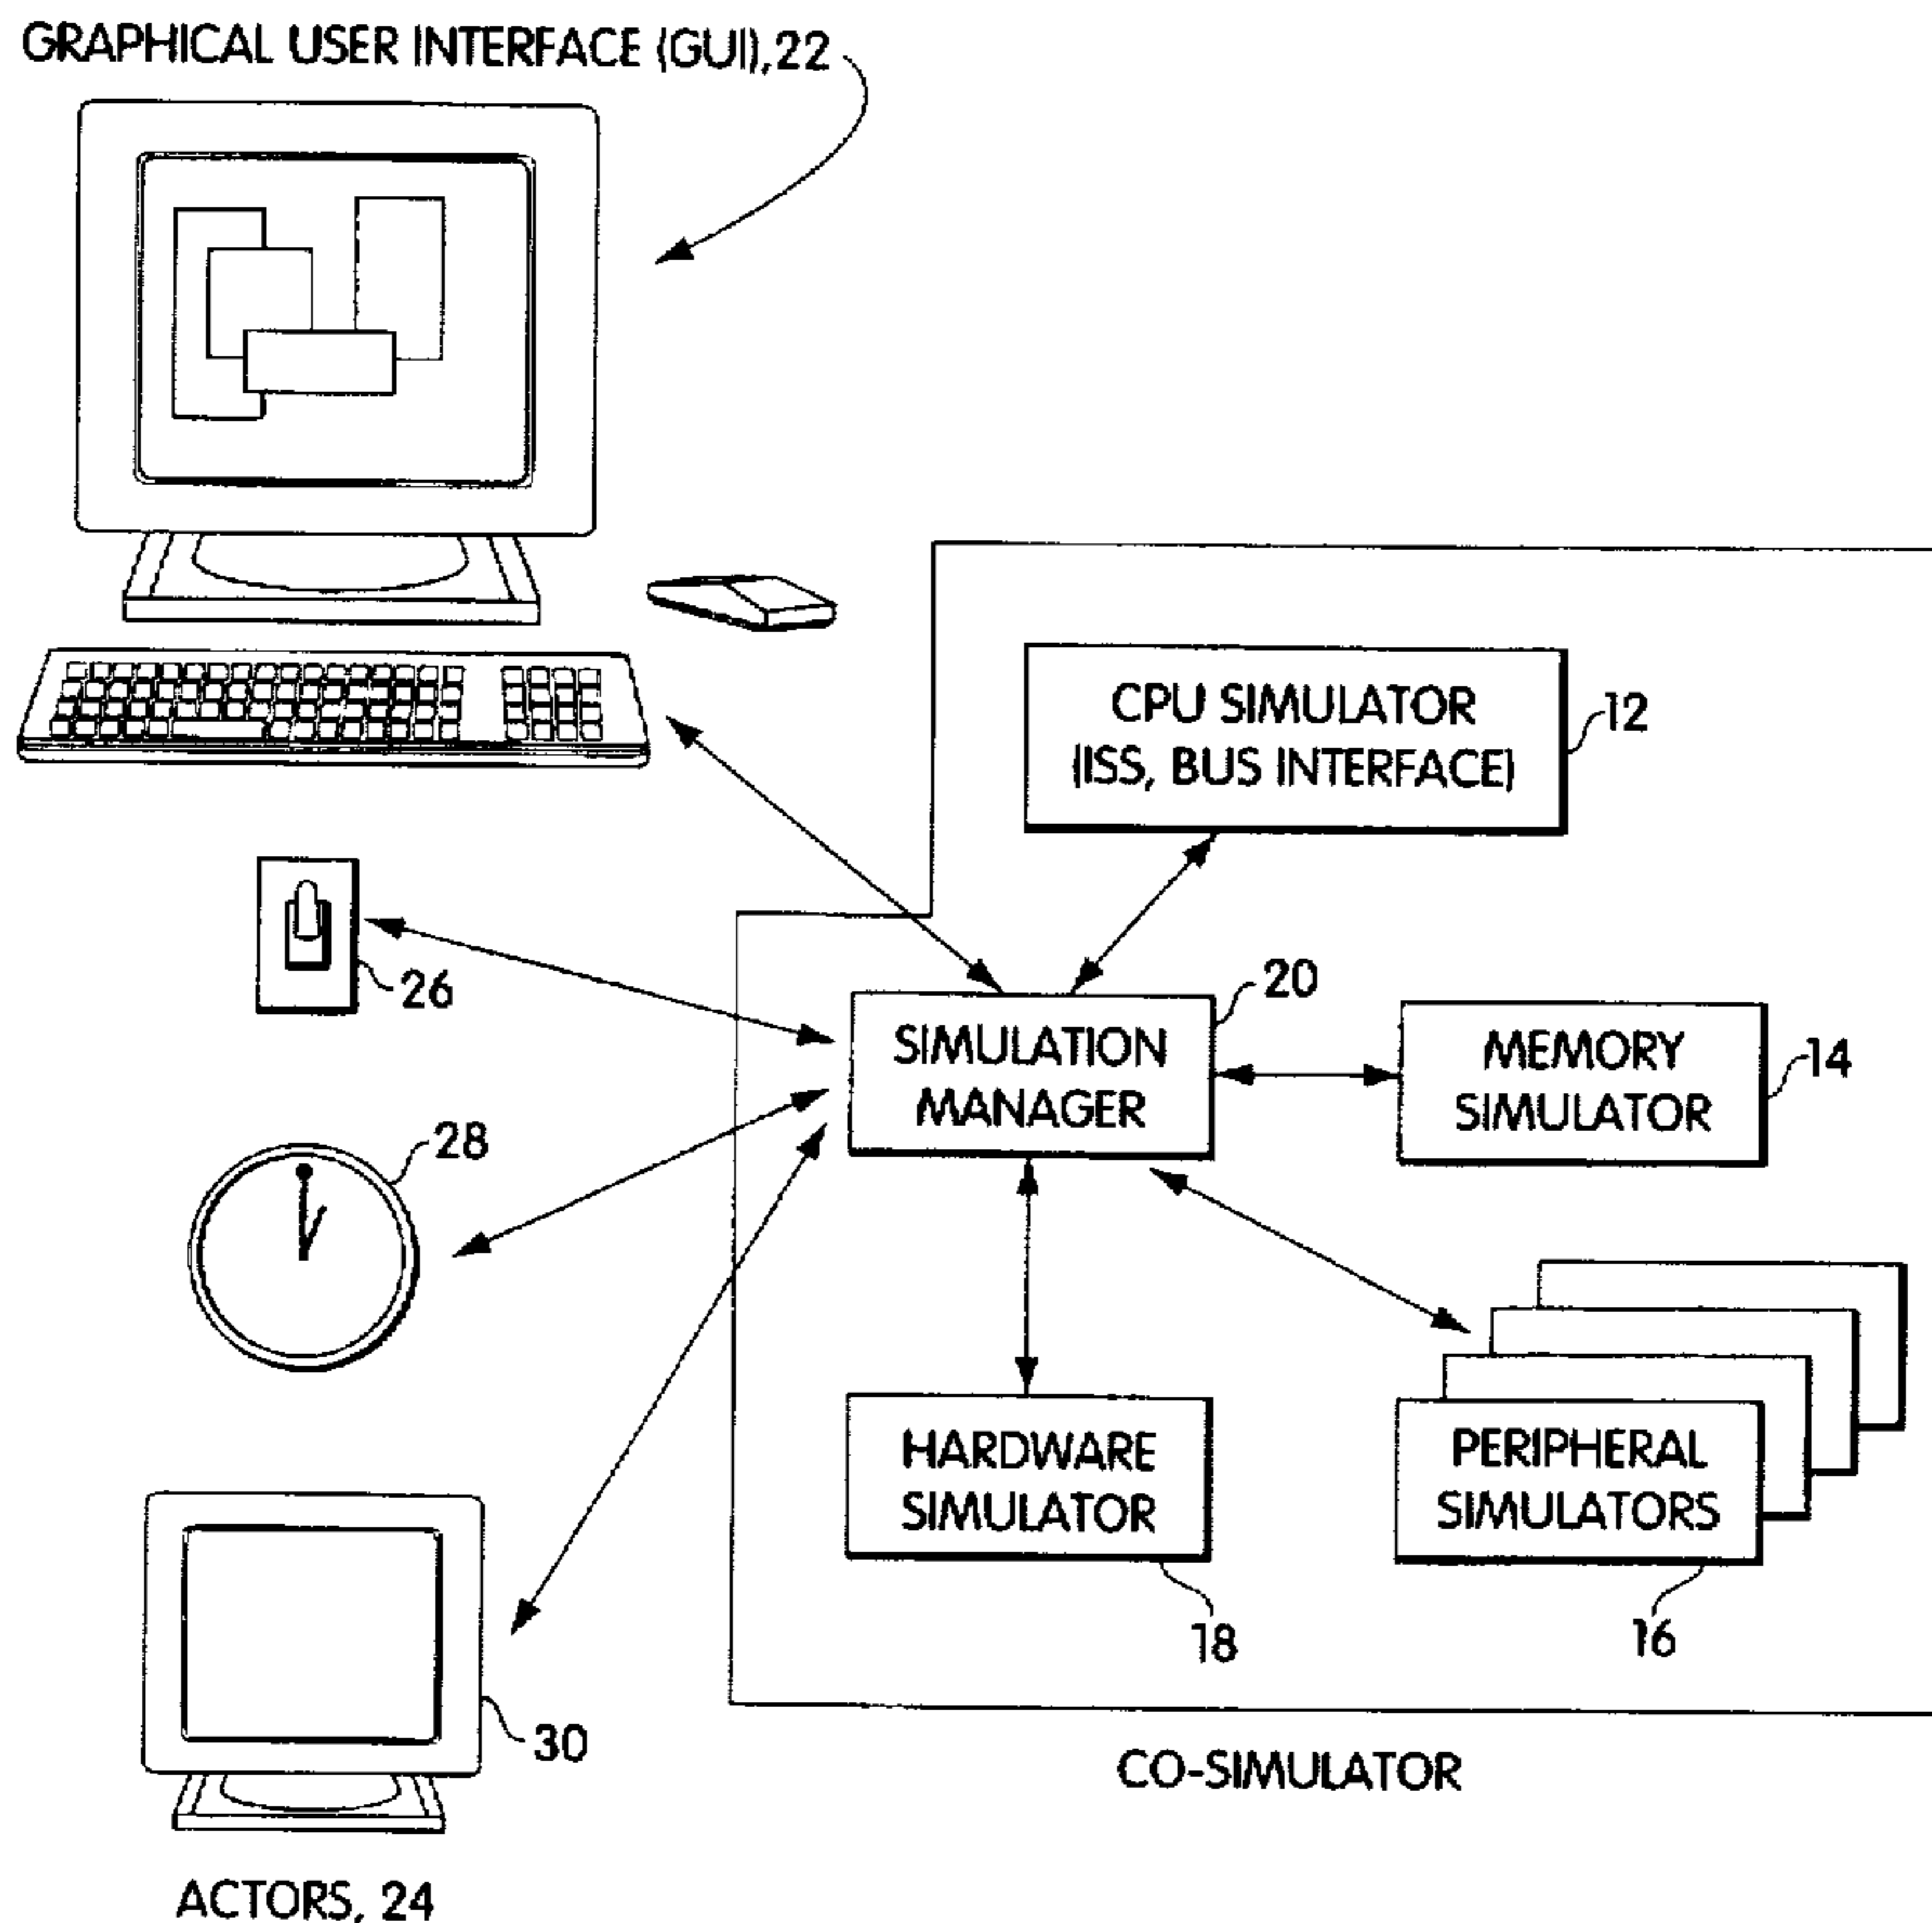 GRAPHICAL USER INTERFACE (GUI),22
CPU SIMULATOR
(ISS, BUS INTERFACE)
12
26
20
SIMULATION
MANAGER
MEMORY
SIMULATOR
14
28
HARDWARE
SIMULATOR
18
PERIPHERAL
SIMULATORS
16
30
CO-SIMULATOR
ACTORS, 24